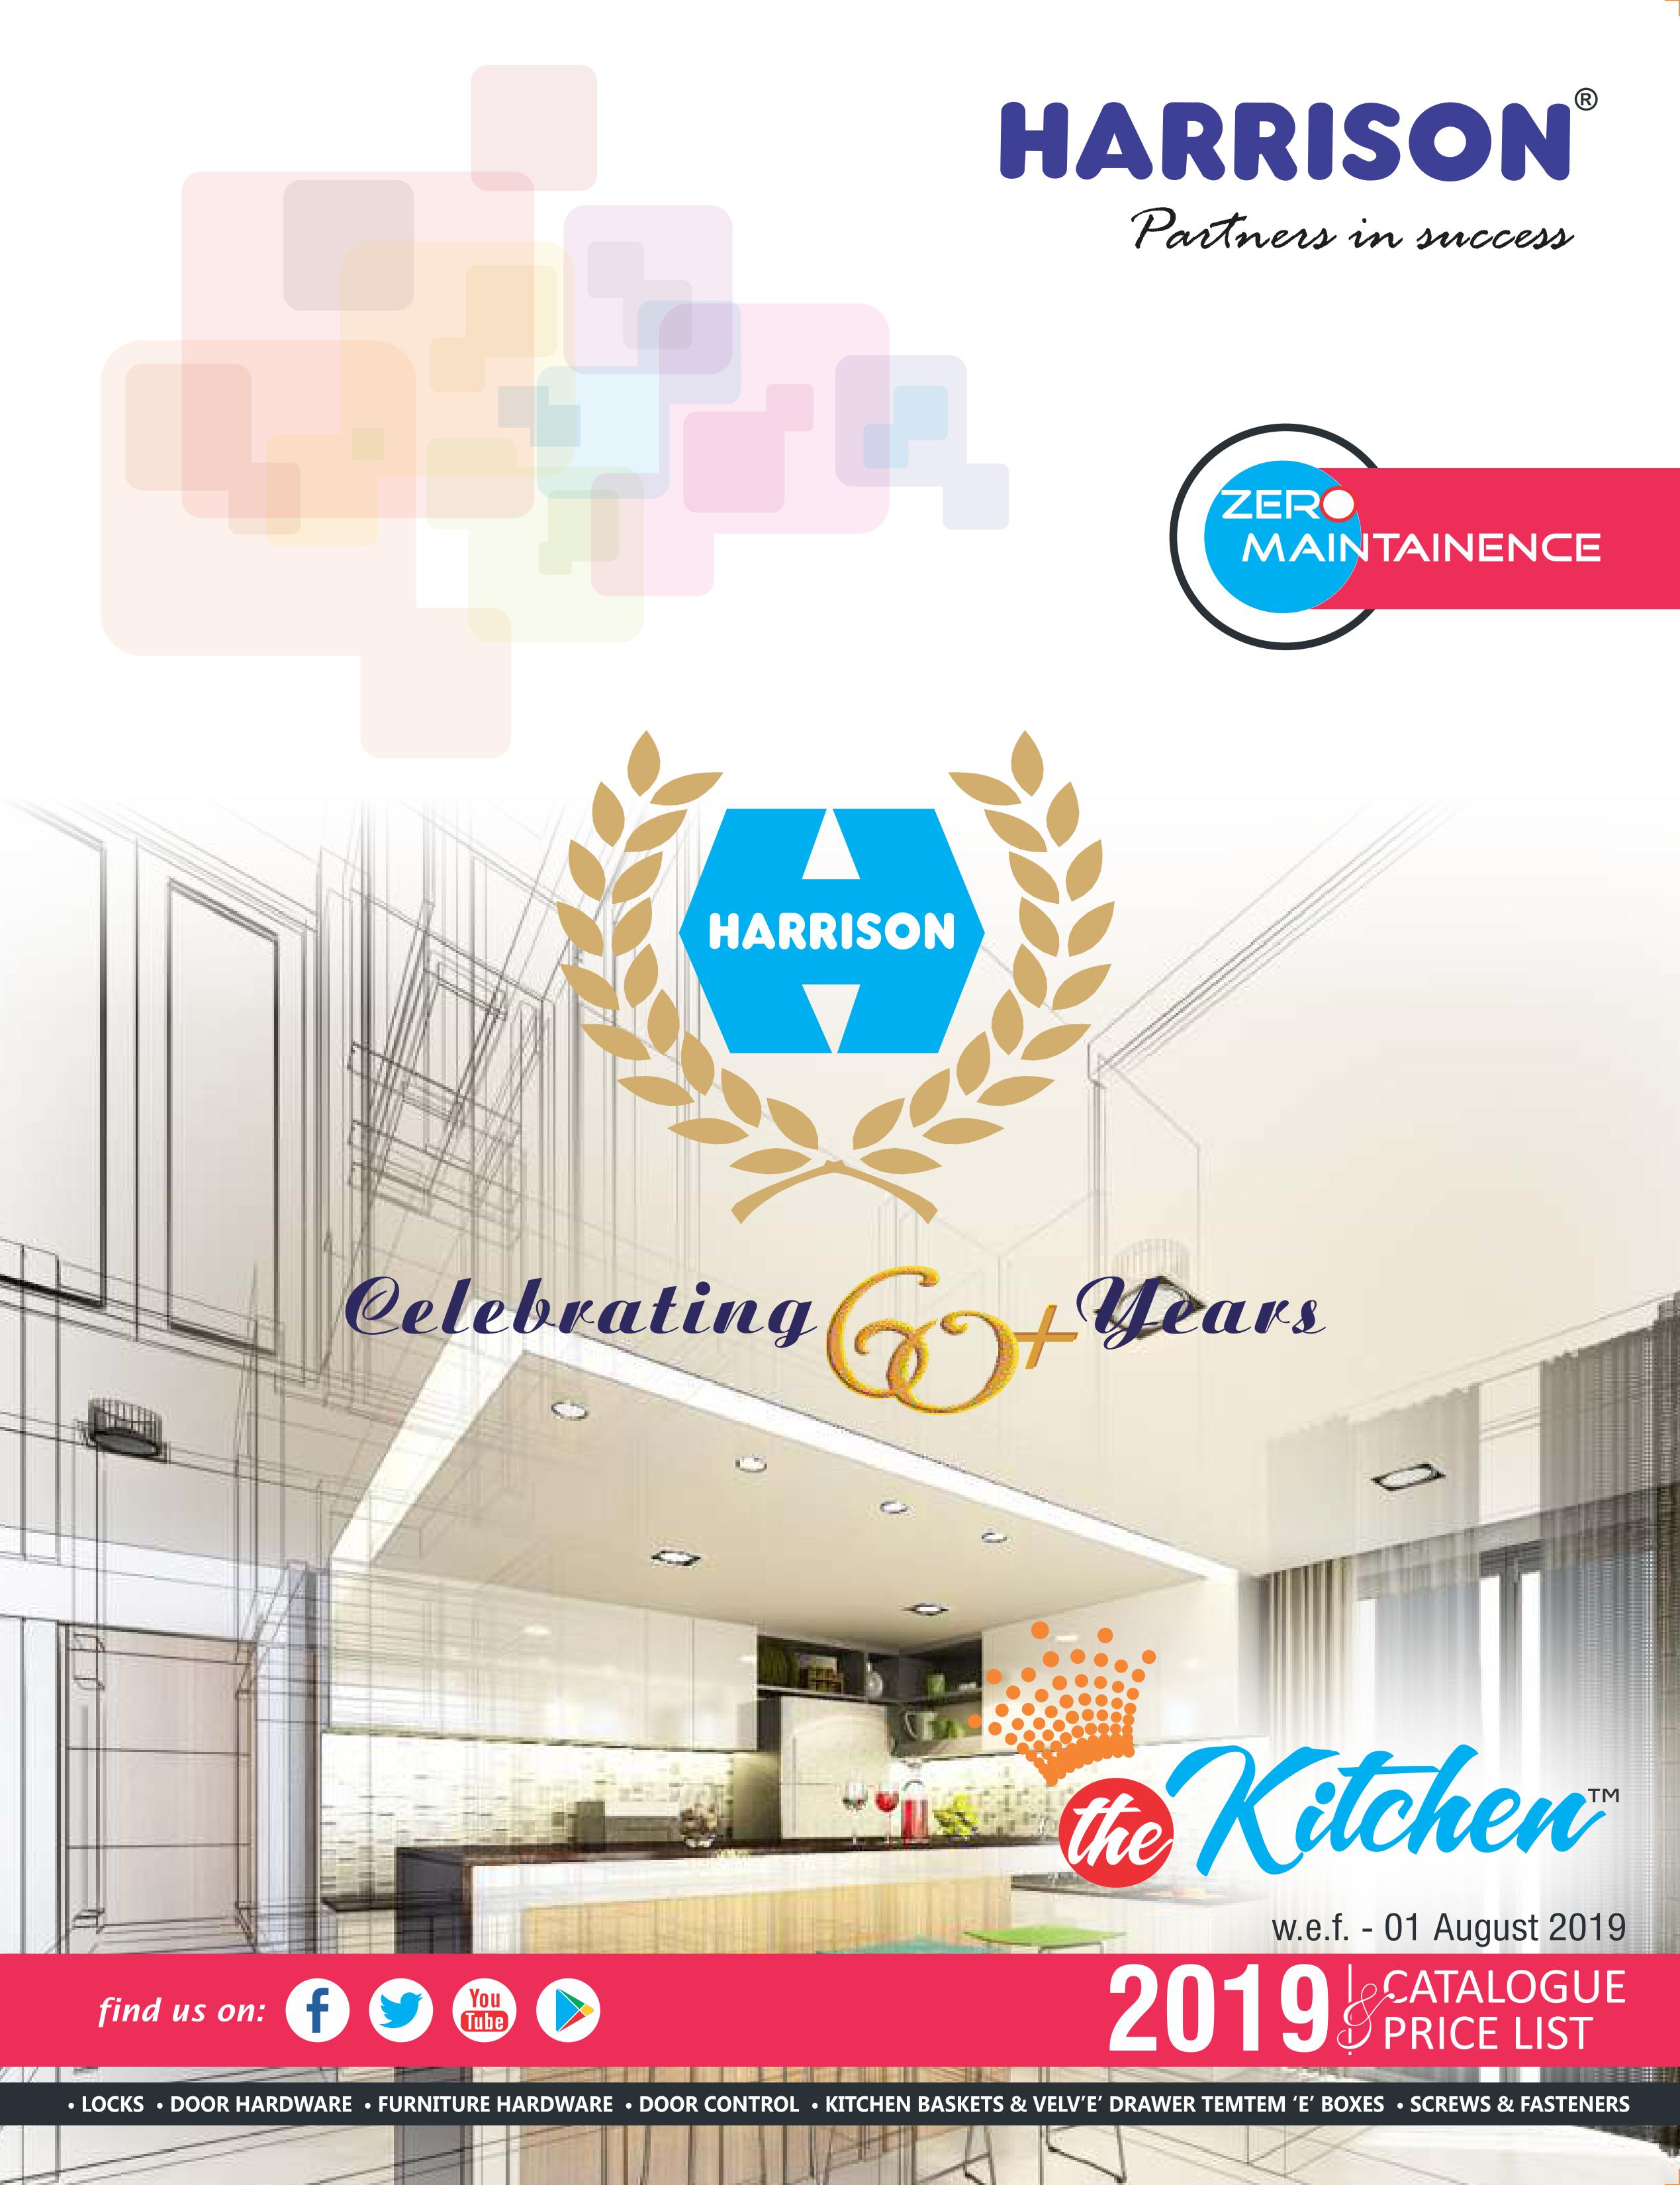 HARRISON®
Partners in success
ZERO
MAINTAINENCE
HARRISON
Celebrating 60+ Years
the Kitchen™
w.e.f. - 01 August 2019
find us on:
f
You
Tube
2019 & CATALOGUE
PRICE LIST
• LOCKS • DOOR HARDWARE • FURNITURE HARDWARE • DOOR CONTROL • KITCHEN BASKETS & VELV'E' DRAWER TEMTEM ‘E’ BOXES • SCREWS & FASTENERS